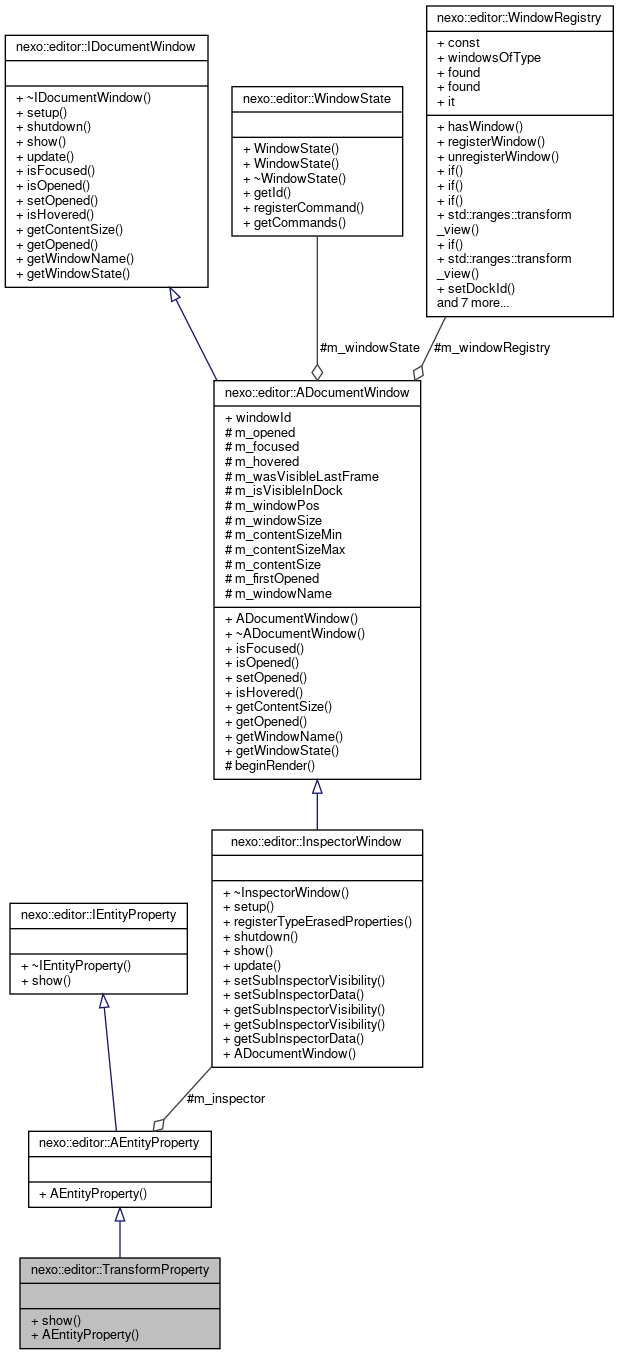 nexo::editor::WindowRegistry
+ const
+ windowsOfType
+ found
+ found
+ it
+ hasWindow()
+ registerWindow()
+ unregisterWindow()
+ if()
+ if()
+ if()
+ std::ranges::transform
_view()
+ if()
+ std::ranges::transform
_view()
+ setDockId()
and 7 more...
nexo::editor::IDocumentWindow
+ ~IDocumentWindow()
+ setup()
+ shutdown()
+ show()
+ update()
+ isFocused()
+ isOpened()
+ setOpened()
+ isHovered()
+ getContentSize()
+ getOpened()
+ getWindowName()
+ getWindowState()
nexo::editor::WindowState
+ WindowState()
+ WindowState()
+ ~WindowState()
+ getId()
+ registerCommand()
+ getCommands()
#m_windowState
#m_windowRegistry
nexo::editor::ADocumentWindow
+ windowId
# m_opened
# m_focused
# m_hovered
# m_wasVisibleLastFrame
# m_isVisibleInDock
# m_windowPos
# m_windowSize
# m_contentSizeMin
# m_contentSizeMax
# m_contentSize
# m_firstOpened
# m_windowName
+ ADocumentWindow()
+ ~ADocumentWindow()
+ isFocused()
+ isOpened()
+ setOpened()
+ isHovered()
+ getContentSize()
+ getOpened()
+ getWindowName()
+ getWindowState()
# beginRender()
nexo::editor::InspectorWindow
+ ~InspectorWindow()
+ setup()
+ registerTypeErasedProperties()
+ shutdown()
+ show()
+ update()
+ setSubInspectorVisibility()
+ setSubInspectorData()
+ getSubInspectorVisibility()
+ getSubInspectorVisibility()
+ getSubInspectorData()
+ ADocumentWindow()
nexo::editor::IEntityProperty
+ ~IEntityProperty()
+ show()
#m_inspector
nexo::editor::AEntityProperty
+ AEntityProperty()
nexo::editor::TransformProperty
+ show()
+ AEntityProperty()